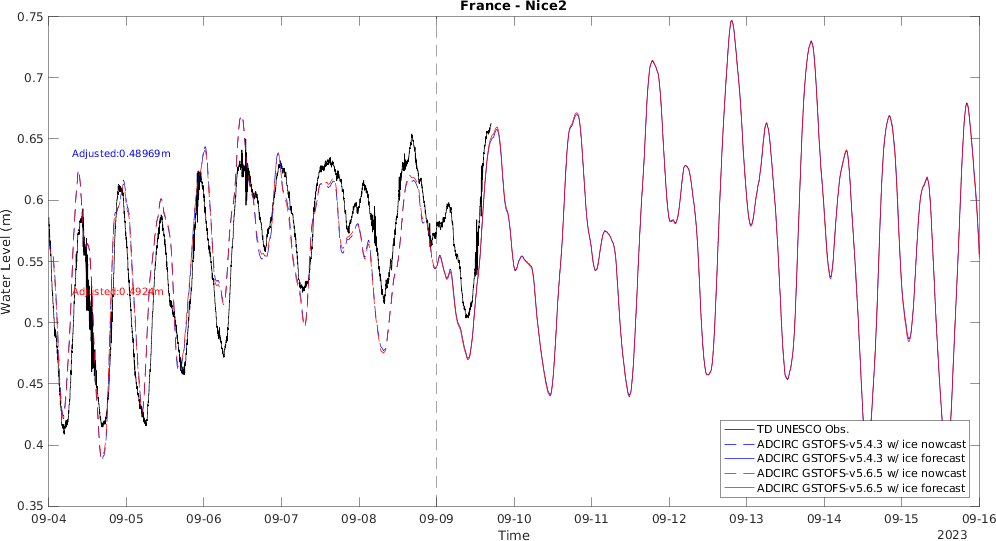 France - Nice2
Water Level (m)
0.75
0.7
0.65
0.6
0.55
0.5
0.45
0.4
0.35
Adjusted:0.48969m
Adjusted:0.4924m
TD UNESCO Obs.
ADCIRC GSTOFS-v5.4.3 w/ ice nowcast
ADCIRC GSTOFS-v5.4.3 w/ ice forecast
ADCIRC GSTOFS-v5.6.5 w/ ice nowcast
ADCIRC GSTOFS-v5.6.5 w/ ice forecast
09-04 09-05 09-06 09-07 09-08 09-09 09-10 09-11 09-12 09-13 09-14 09-15 09-16
Time
2023